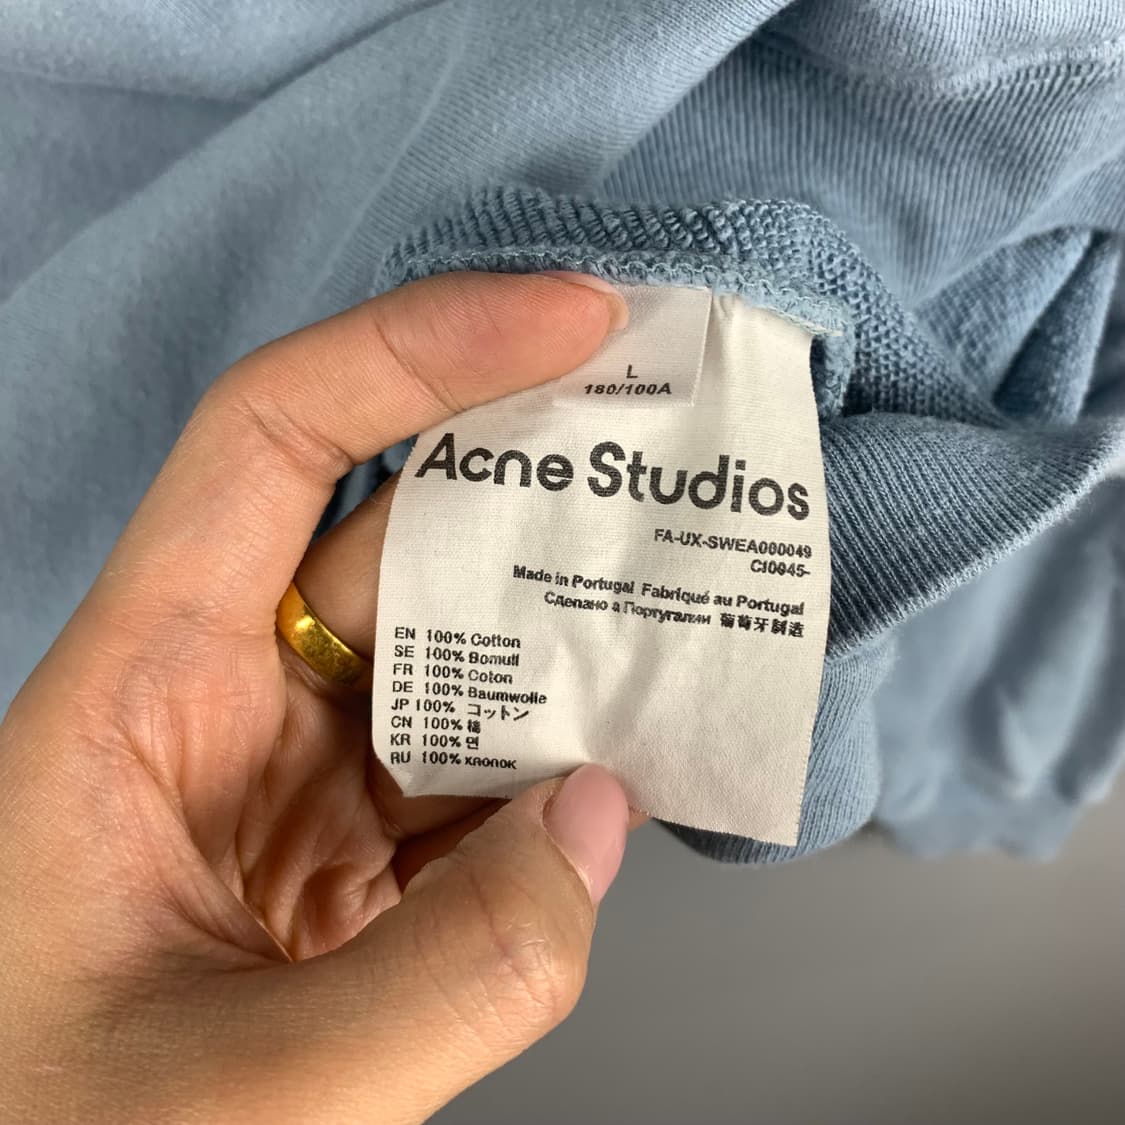 L
180/100A
Acne Studios
FA-UX-SWEA000049
CI0045-
Made in Portugal Fabriqué au Portugal
Сделано в Португалии 葡萄牙制造
EN 100% Cotton
SE 100% Bomull
FR 100% Coton
DE 100% Baumwolle
JP 100% コットン
CN 100% 棉
KR 100% 면
RU 100% хлопок